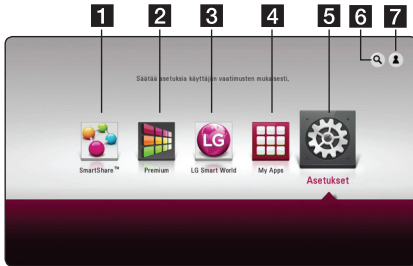 1 2 3 4 5 6 7
Säätää asetuksia käyttäjän vaatimusten mukaisesti.
LG
SmartShare™ Premium LG Smart World My Apps
Asetukset